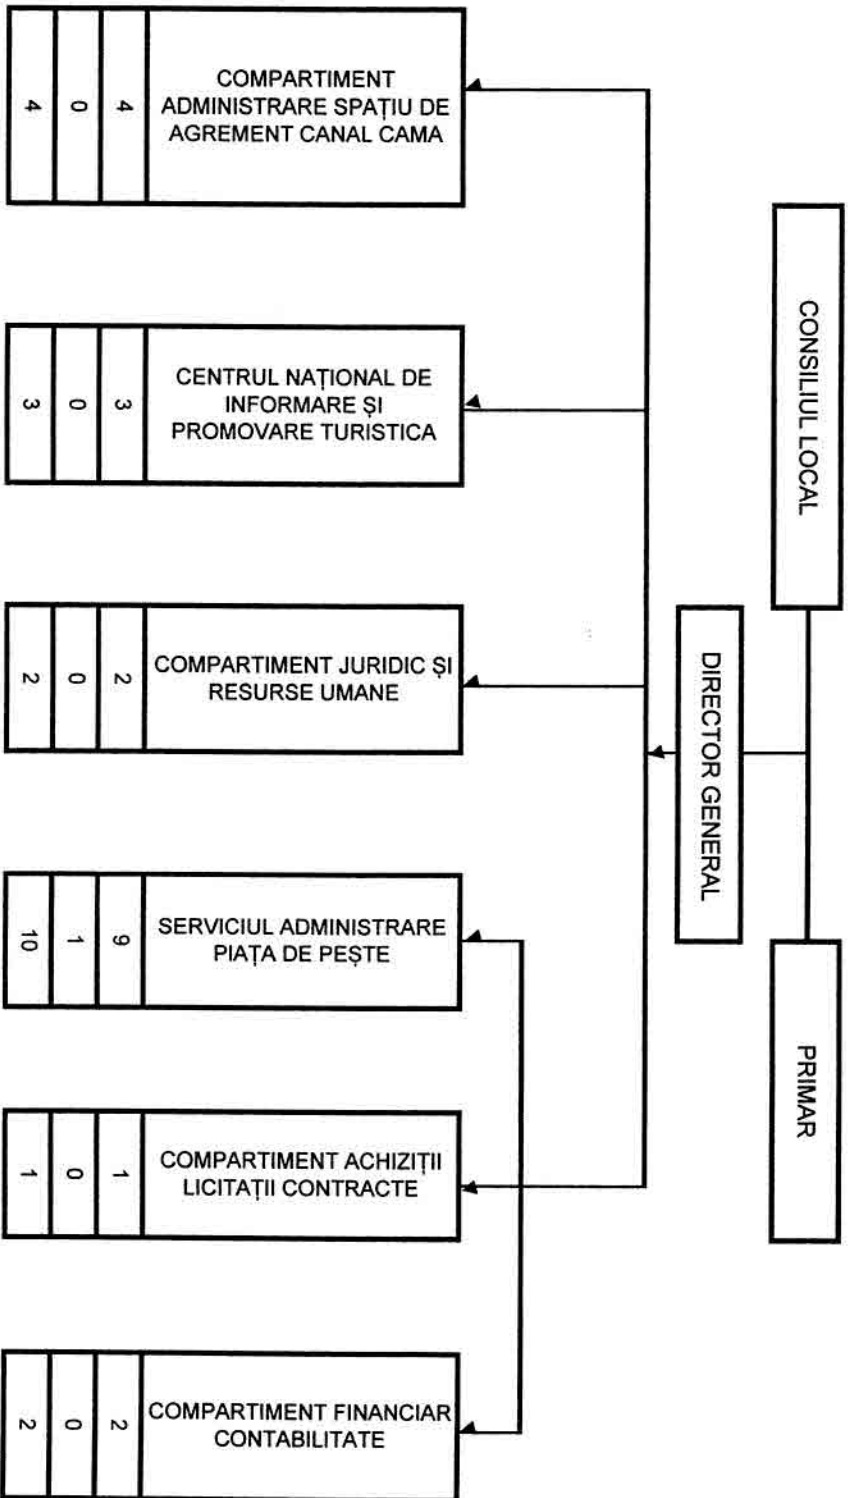 CONSILIUL LOCAL
PRIMAR
DIRECTOR GENERAL
COMPARTIMENT
ADMINISTRARE SPAȚIU DE
AGREMENT CANAL CAMA
4
0
4
CENTRUL NAȚIONAL DE
INFORMARE ȘI
PROMOVARE TURISTICA
3
0
3
COMPARTIMENT JURIDIC ȘI
RESURSE UMANE
2
0
2
SERVICIUL ADMINISTRARE
PIAȚA DE PEȘTE
10
1
9
COMPARTIMENT ACHIZIȚII
LICITAȚII CONTRACTE
1
0
1
COMPARTIMENT FINANCIAR
CONTABILITATE
2
0
2